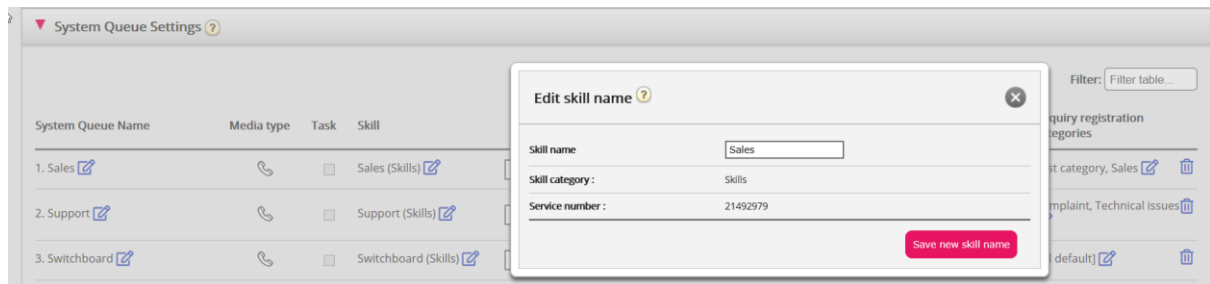 System Queue Settings ?
Filter: Filter table...
System Queue Name Media type Task Skill quiry registration
tegories
1. Sales Sales (Skills) st category, Sales
2. Support Support (Skills) mplaint, Technical issues
3. Switchboard Switchboard (Skills) default]
Edit skill name ?
Skill name Sales
Skill category : Skills
Service number : 21492979
Save new skill name